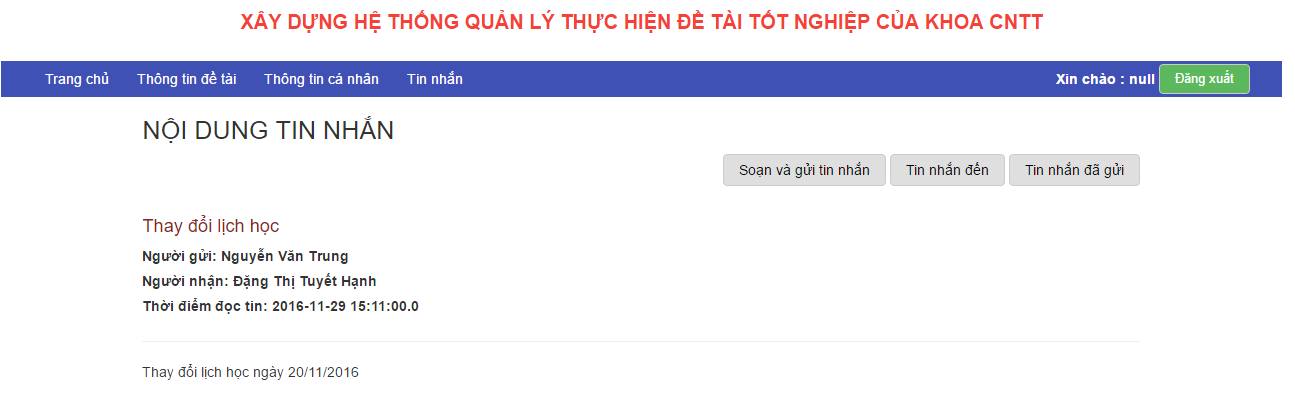 XÂY DỰNG HỆ THỐNG QUẢN LÝ THỰC HIỆN ĐỀ TÀI TỐT NGHIỆP CỦA KHOA CNTT
Trang chủ Thông tin đề tài Thông tin cá nhân Tin nhắn Xin chào : null Đăng xuất
NỘI DUNG TIN NHẮN
Soạn và gửi tin nhắn Tin nhắn đến Tin nhắn đã gửi
Thay đổi lịch học
Người gửi: Nguyễn Văn Trung
Người nhận: Đặng Thị Tuyết Hạnh
Thời điểm đọc tin: 2016-11-29 15:11:00.0
Thay đổi lịch học ngày 20/11/2016